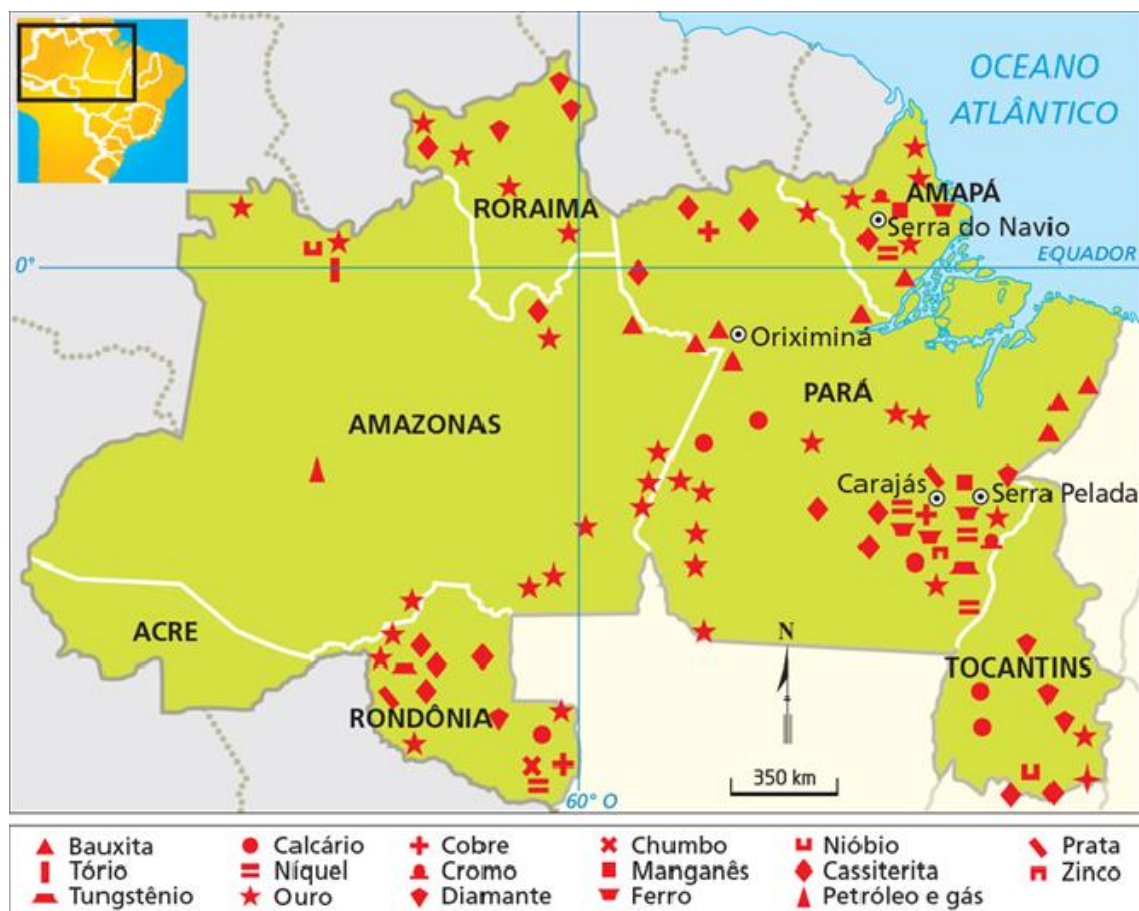 OCEANO
ATLÂNTICO
RORAIMA
AMAPÁ
Serra do Navio
0°
EQUADOR
Oriximiná
PARÁ
AMAZONAS
Carajás
Serra Pelada
ACRE
N
TOCANTINS
RONDÔNIA
350 km
60° O
Bauxita Calcário Cobre Chumbo Nióbio Prata
Tório Níquel Cromo Manganês Cassiterita Zinco
Tungstênio Ouro Diamante Ferro Petróleo e gás